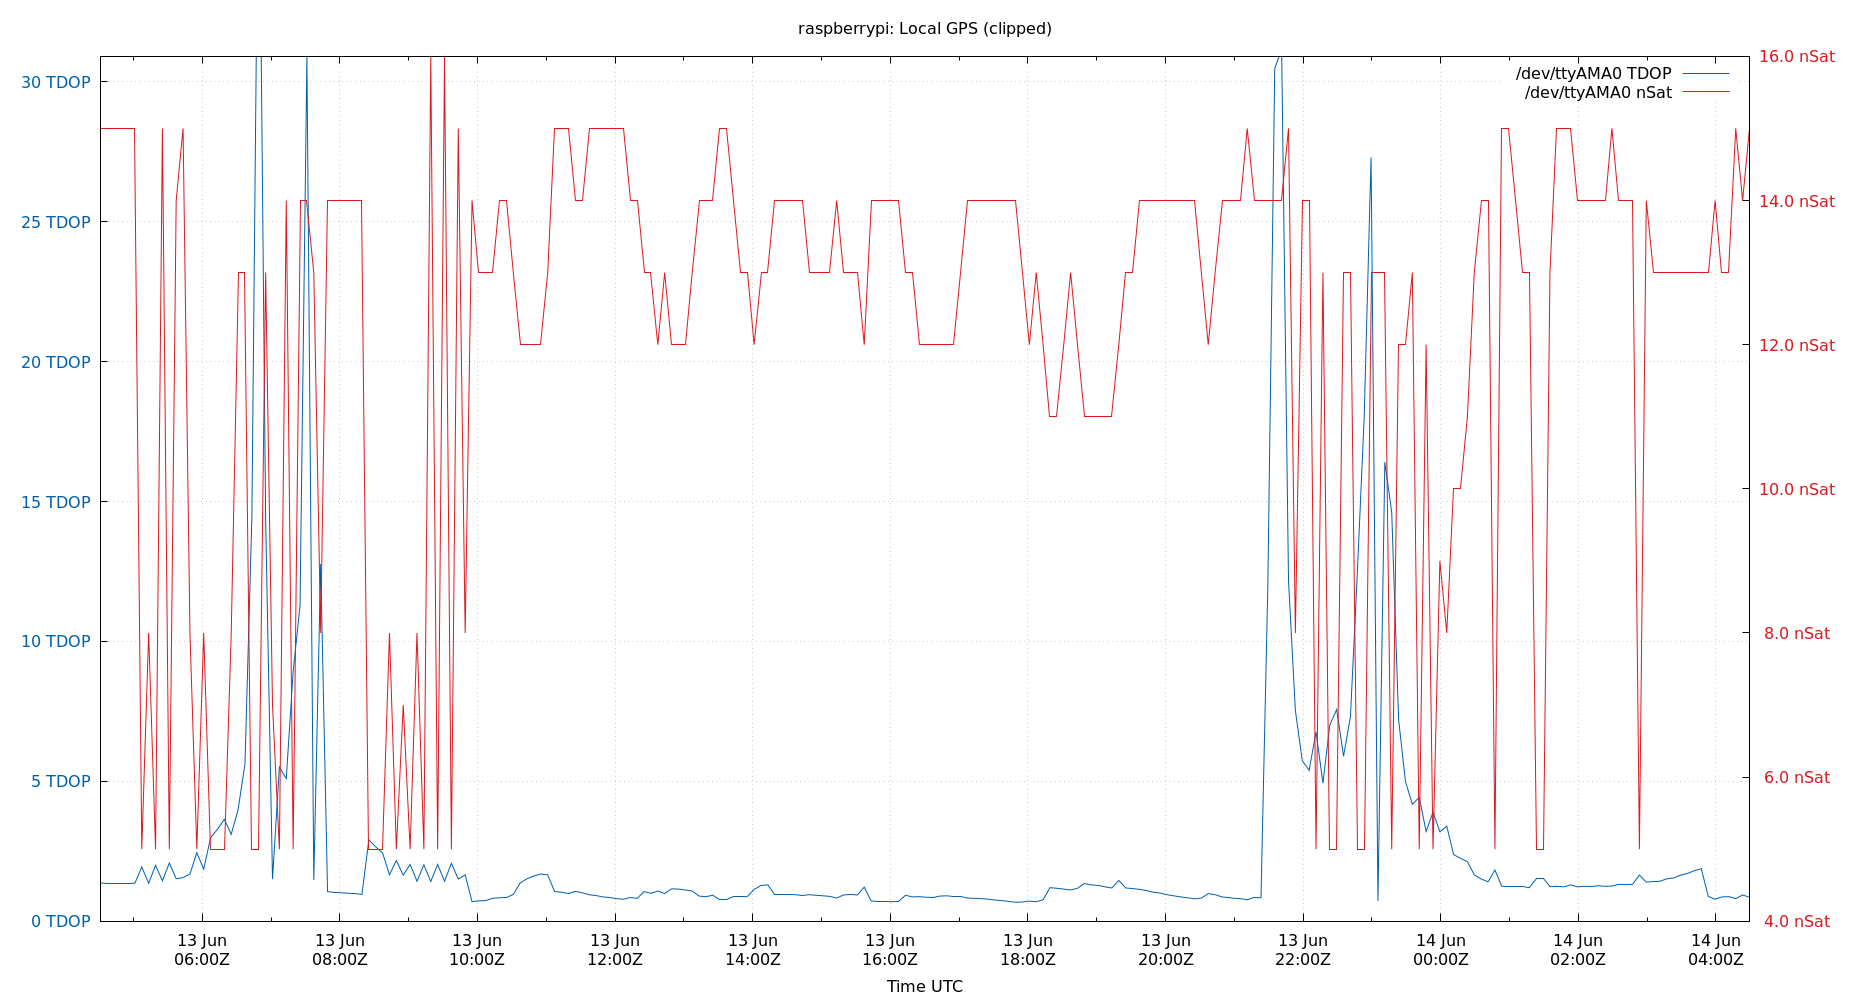 raspberrypi: Local GPS (clipped)
/dev/ttyAMA0 TDOP
/dev/ttyAMA0 nSat
30 TDOP
25 TDOP
20 TDOP
15 TDOP
10 TDOP
5 TDOP
0 TDOP
16.0 nSat
14.0 nSat
12.0 nSat
10.0 nSat
8.0 nSat
6.0 nSat
4.0 nSat
13 Jun
06:00Z
13 Jun
08:00Z
13 Jun
10:00Z
13 Jun
12:00Z
13 Jun
14:00Z
13 Jun
16:00Z
13 Jun
18:00Z
13 Jun
20:00Z
13 Jun
22:00Z
14 Jun
00:00Z
14 Jun
02:00Z
14 Jun
04:00Z
Time UTC